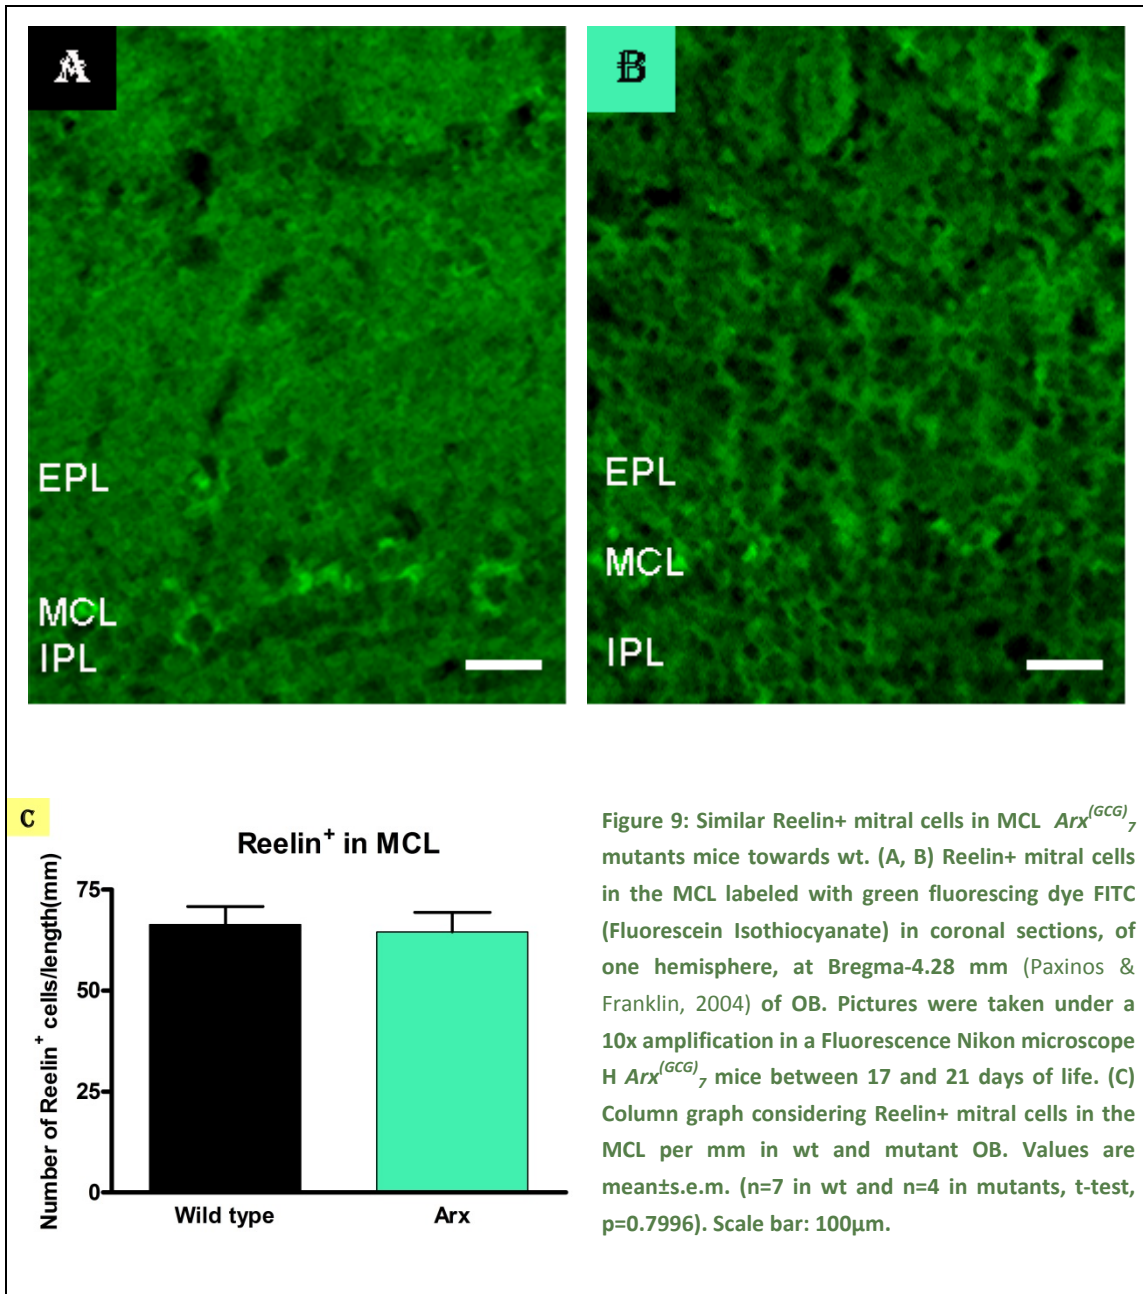 A
B
EPL
MCL
IPL
EPL
MCL
IPL
C
Reelin⁺ in MCL
Number of Reelin⁺ cells/length(mm)
75
50
25
0
Wild type
Arx
Figure 9: Similar Reelin+ mitral cells in MCL Arx^(GCG)_7
mutants mice towards wt. (A, B) Reelin+ mitral cells
in the MCL labeled with green fluorescing dye FITC
(Fluorescein Isothiocyanate) in coronal sections, of
one hemisphere, at Bregma-4.28 mm (Paxinos &
Franklin, 2004) of OB. Pictures were taken under a
10x amplification in a Fluorescence Nikon microscope
H Arx^(GCG)_7 mice between 17 and 21 days of life. (C)
Column graph considering Reelin+ mitral cells in the
MCL per mm in wt and mutant OB. Values are
mean±s.e.m. (n=7 in wt and n=4 in mutants, t-test,
p=0.7996). Scale bar: 100µm.